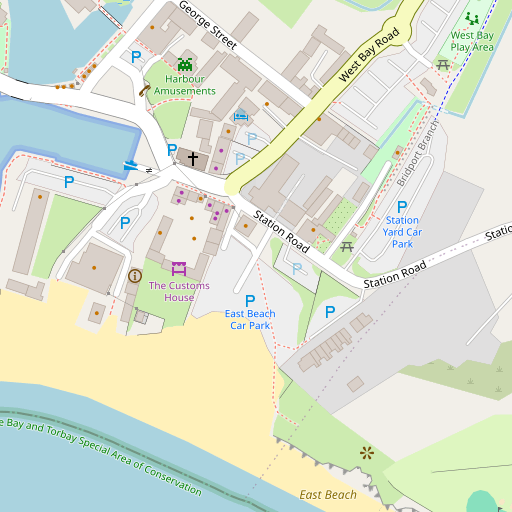 George Street
West Bay Road
West Bay
Play Area
P
Harbour
Amusements
P
P
Bridport Branch
P
P
P
Station
Yard Car
Park
Station Road
Station Road
Statio
P
i
The Customs
House
P
East Beach
Car Park
P
e Bay and Torbay Special Area of Conservation
East Beach